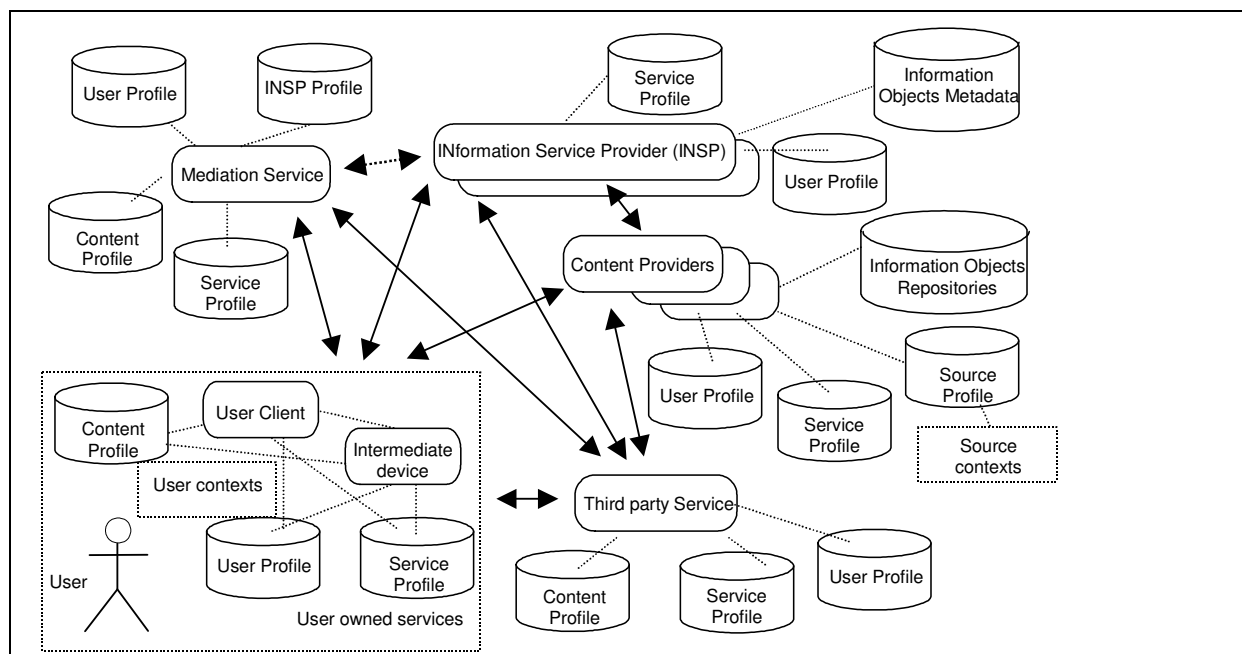 User Profile
INSP Profile
Service
Profile
Information
Objects Metadata
INformation Service Provider (INSP)
Mediation Service
User Profile
Content
Profile
Service
Profile
Content Providers
Information Objects
Repositories
User Profile
Service
Profile
Source
Profile
Source
contexts
User Client
Content
Profile
Intermediate
device
User contexts
User Profile
Service
Profile
User
User owned services
Third party Service
Content
Profile
Service
Profile
User Profile